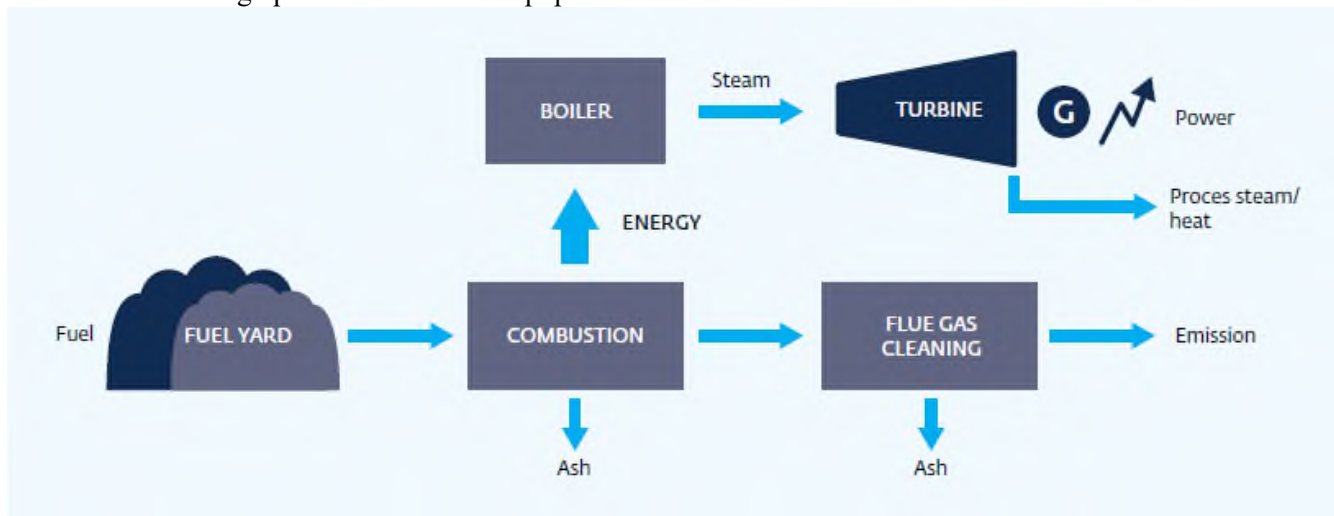 BOILER
Steam
TURBINE
G
Power
Proces steam/
heat
ENERGY
Fuel
FUEL YARD
COMBUSTION
FLUE GAS
CLEANING
Emission
Ash
Ash